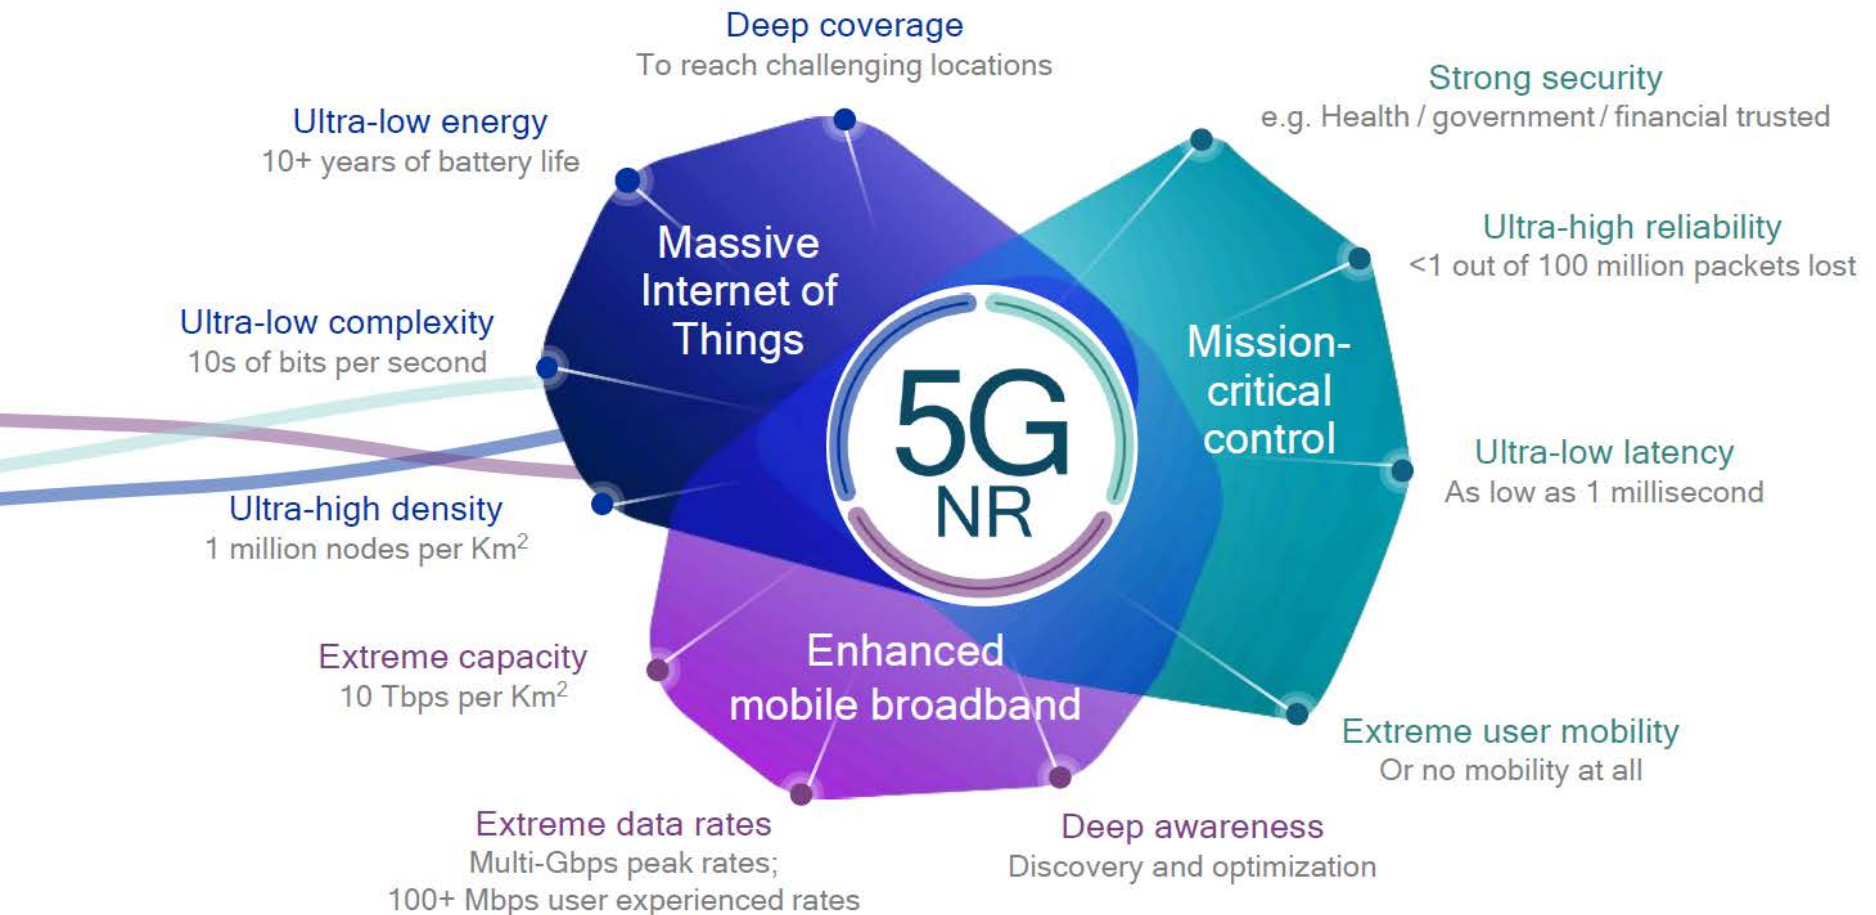 Deep coverage
To reach challenging locations
Strong security
e.g. Health / government / financial trusted
Ultra-low energy
10+ years of battery life
Ultra-high reliability
<1 out of 100 million packets lost
Massive
Internet of
Things
Ultra-low complexity
10s of bits per second
Mission-
critical
control
5G
NR
Ultra-low latency
As low as 1 millisecond
Ultra-high density
1 million nodes per Km²
Extreme capacity
10 Tbps per Km²
Enhanced
mobile broadband
Extreme user mobility
Or no mobility at all
Extreme data rates
Multi-Gbps peak rates;
100+ Mbps user experienced rates
Deep awareness
Discovery and optimization